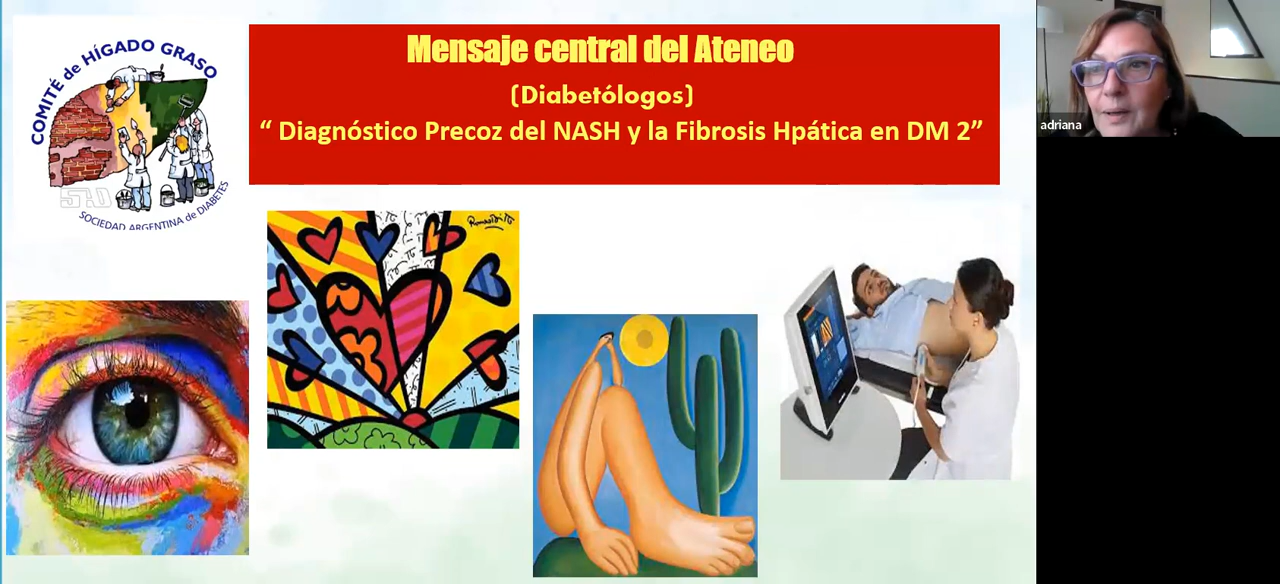 COMITÉ de HÍGADO GRASO
SAD
SOCIEDAD ARGENTINA de DIABETES
Mensaje central del Ateneo
(Diabetólogos)
“ Diagnóstico Precoz del NASH y la Fibrosis Hpática en DM 2”
adriana